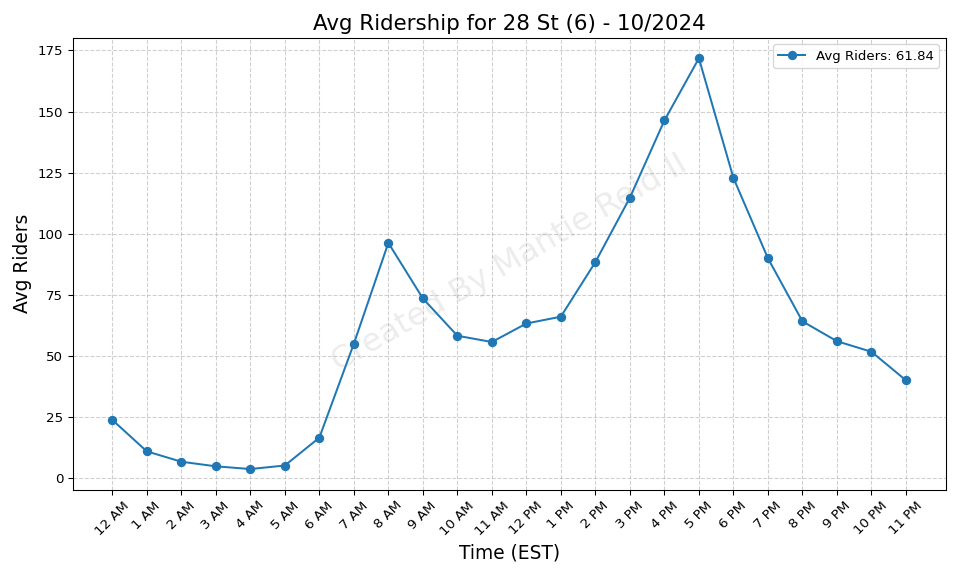 Avg Ridership for 28 St (6) - 10/2024
Avg Riders: 61.84
Avg Riders
175
150
125
100
75
50
25
0
Created By Mantie Reid II
12 AM
1 AM
2 AM
3 AM
4 AM
5 AM
6 AM
7 AM
8 AM
9 AM
10 AM
11 AM
12 PM
1 PM
2 PM
3 PM
4 PM
5 PM
6 PM
7 PM
8 PM
9 PM
10 PM
11 PM
Time (EST)